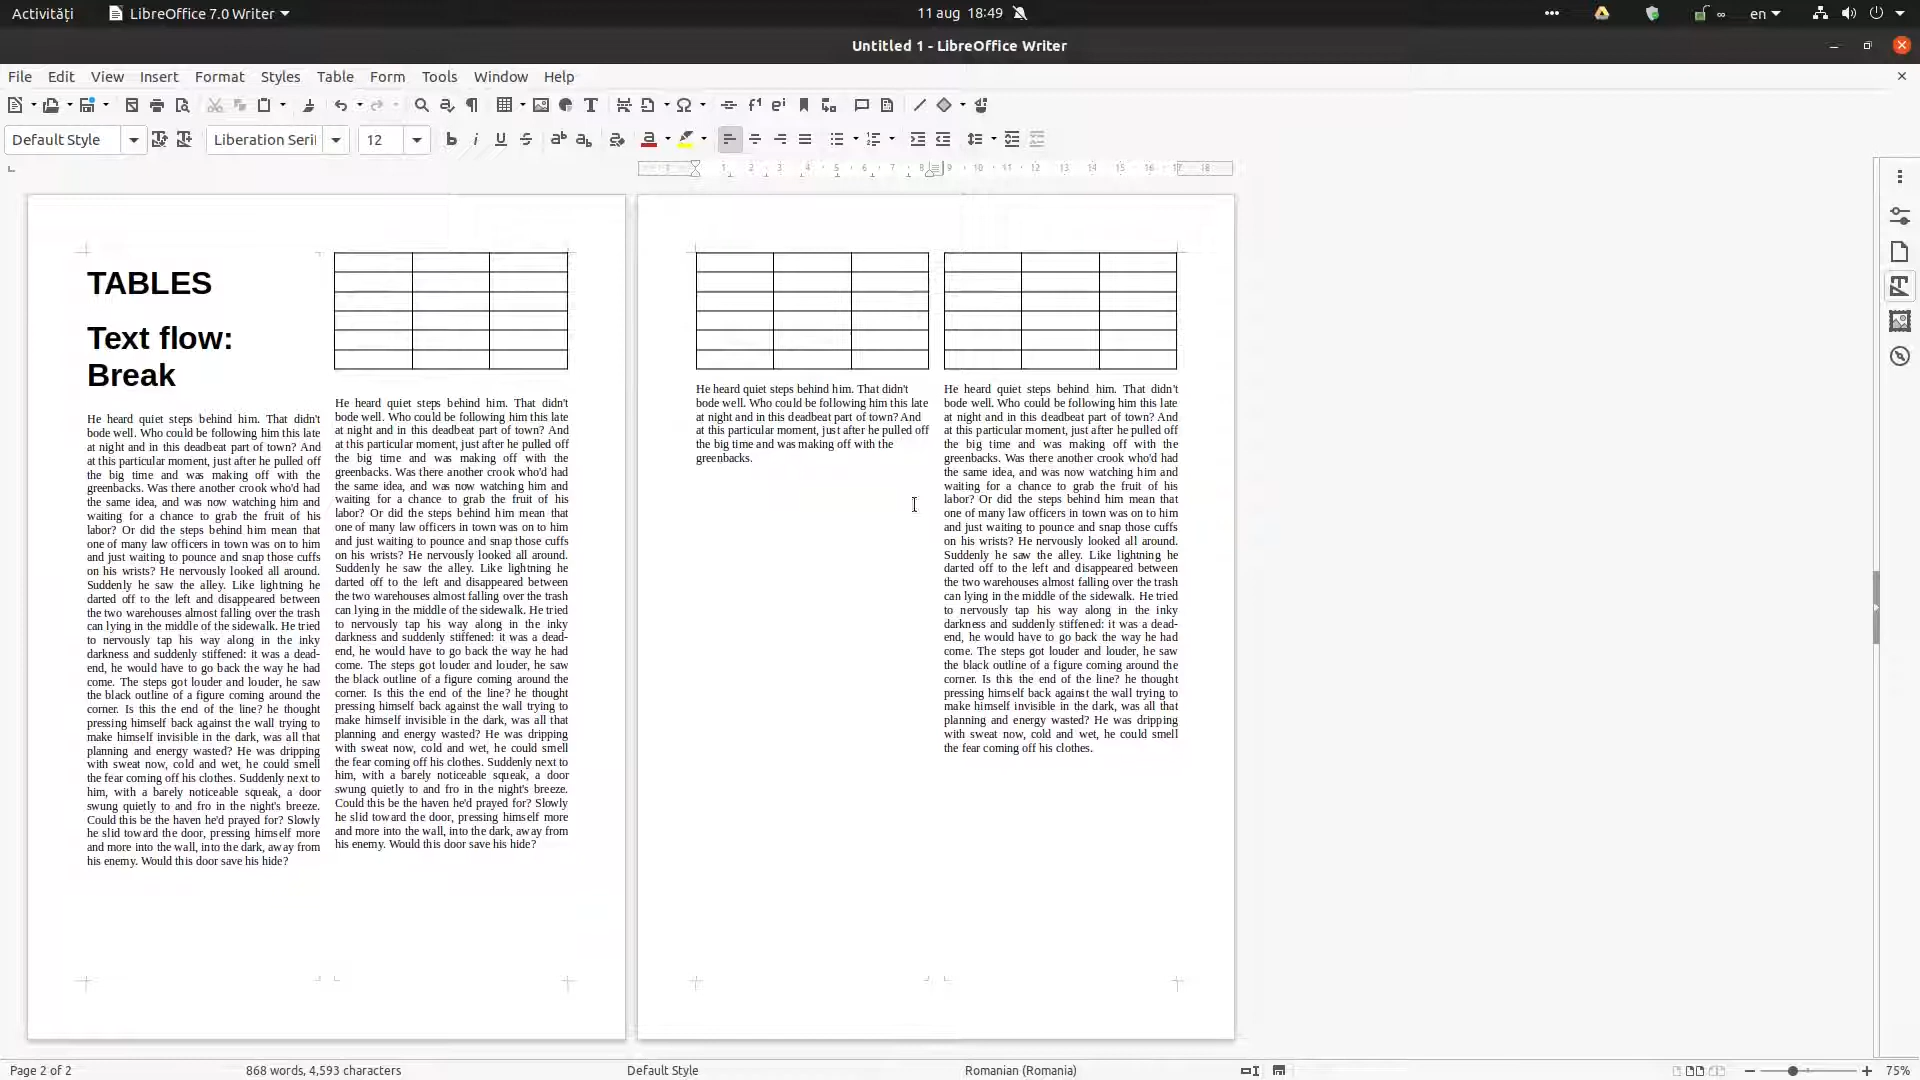 Activități
LibreOffice 7.0 Writer
11 aug 18:49
en
Untitled 1 - LibreOffice Writer
File Edit View Insert Format Styles Table Form Tools Window Help
Default Style
Liberation Seri
12
1 2 3 4 5 6 7 8 9 10 11 12 13 14 15 16 17 18
TABLES
Text flow:
Break
He heard quiet steps behind him. That didn't
bode well. Who could be following him this late
at night and in this deadbeat part of town? And
at this particular moment, just after he pulled off
the big time and was making off with the
greenbacks. Was there another crook who'd had
the same idea, and was now watching him and
waiting for a chance to grab the fruit of his
labor? Or did the steps behind him mean that
one of many law officers in town was on to him
and just waiting to pounce and snap those cuffs
on his wrists? He nervously looked all around.
Suddenly he saw the alley. Like lightning he
darted off to the left and disappeared between
the two warehouses almost falling over the trash
can lying in the middle of the sidewalk. He tried
to nervously tap his way along in the inky
darkness and suddenly stiffened: it was a dead-
end, he would have to go back the way he had
come. The steps got louder and louder, he saw
the black outline of a figure coming around the
corner. Is this the end of the line? he thought
pressing himself back against the wall trying to
make himself invisible in the dark, was all that
planning and energy wasted? He was dripping
with sweat now, cold and wet, he could smell
the fear coming off his clothes. Suddenly next to
him, with a barely noticeable squeak, a door
swung quietly to and fro in the night's breeze.
Could this be the haven he'd prayed for? Slowly
he slid toward the door, pressing himself more
and more into the wall, into the dark, away from
his enemy. Would this door save his hide?
He heard quiet steps behind him. That didn't
bode well. Who could be following him this late
at night and in this deadbeat part of town? And
at this particular moment, just after he pulled off
the big time and was making off with the
greenbacks. Was there another crook who'd had
the same idea, and was now watching him and
waiting for a chance to grab the fruit of his
labor? Or did the steps behind him mean that
one of many law officers in town was on to him
and just waiting to pounce and snap those cuffs
on his wrists? He nervously looked all around.
Suddenly he saw the alley. Like lightning he
darted off to the left and disappeared between
the two warehouses almost falling over the trash
can lying in the middle of the sidewalk. He tried
to nervously tap his way along in the inky
darkness and suddenly stiffened: it was a dead-
end, he would have to go back the way he had
come. The steps got louder and louder, he saw
the black outline of a figure coming around the
corner. Is this the end of the line? he thought
pressing himself back against the wall trying to
make himself invisible in the dark, was all that
planning and energy wasted? He was dripping
with sweat now, cold and wet, he could smell
the fear coming off his clothes. Suddenly next to
him, with a barely noticeable squeak, a door
swung quietly to and fro in the night's breeze.
Could this be the haven he'd prayed for? Slowly
he slid toward the door, pressing himself more
and more into the wall, into the dark, away from
his enemy. Would this door save his hide?
He heard quiet steps behind him. That didn't
bode well. Who could be following him this late
at night and in this deadbeat part of town? And
at this particular moment, just after he pulled off
the big time and was making off with the
greenbacks.
He heard quiet steps behind him. That didn't
bode well. Who could be following him this late
at night and in this deadbeat part of town? And
at this particular moment, just after he pulled off
the big time and was making off with the
greenbacks. Was there another crook who'd had
the same idea, and was now watching him and
waiting for a chance to grab the fruit of his
labor? Or did the steps behind him mean that
one of many law officers in town was on to him
and just waiting to pounce and snap those cuffs
on his wrists? He nervously looked all around.
Suddenly he saw the alley. Like lightning he
darted off to the left and disappeared between
the two warehouses almost falling over the trash
can lying in the middle of the sidewalk. He tried
to nervously tap his way along in the inky
darkness and suddenly stiffened: it was a dead-
end, he would have to go back the way he had
come. The steps got louder and louder, he saw
the black outline of a figure coming around the
corner. Is this the end of the line? he thought
pressing himself back against the wall trying to
make himself invisible in the dark, was all that
planning and energy wasted? He was dripping
with sweat now, cold and wet, he could smell
the fear coming off his clothes.
Page 2 of 2
868 words, 4,593 characters
Default Style
Romanian (Romania)
75%